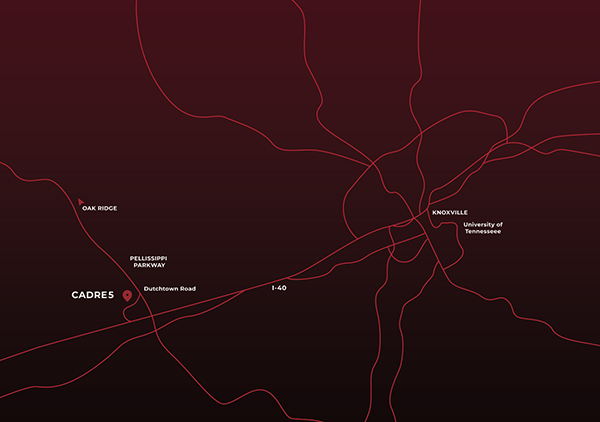 OAK RIDGE
KNOXVILLE
University of
Tennesseee
PELLISSIPPI
PARKWAY
Dutchtown Road
I-40
CADRE5